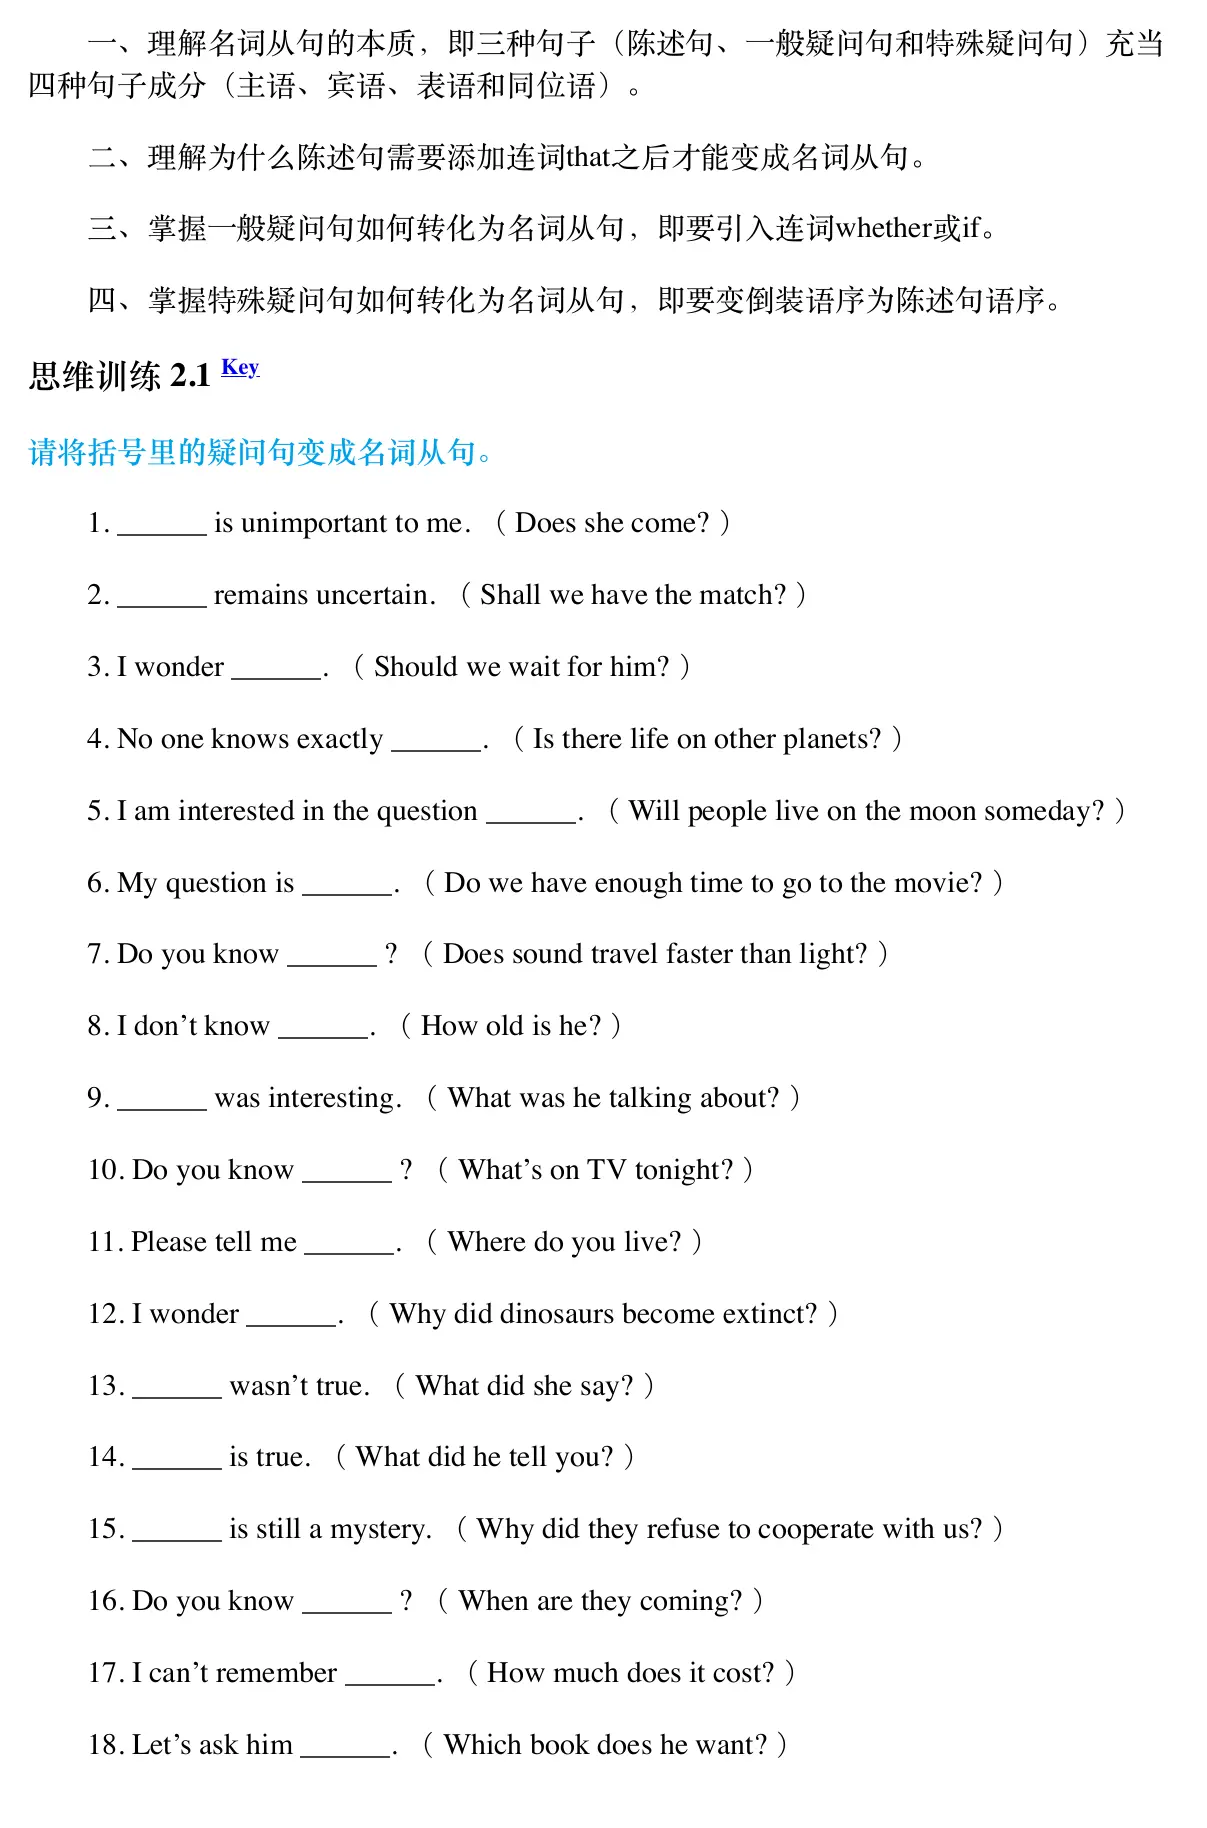 一、理解名词从句的本质，即三种句子（陈述句、一般疑问句和特殊疑问句）充当
四种句子成分（主语、宾语、表语和同位语）。
二、理解为什么陈述句需要添加连词that之后才能变成名词从句。
三、掌握一般疑问句如何转化为名词从句，即要引入连词whether或if。
四、掌握特殊疑问句如何转化为名词从句，即要变倒装语序为陈述句语序。
思维训练 2.1 Key
请将括号里的疑问句变成名词从句。
1. ______ is unimportant to me. （ Does she come? ）
2. ______ remains uncertain. （ Shall we have the match? ）
3. I wonder ______. （ Should we wait for him? ）
4. No one knows exactly ______. （ Is there life on other planets? ）
5. I am interested in the question ______. （ Will people live on the moon someday? ）
6. My question is ______. （ Do we have enough time to go to the movie? ）
7. Do you know ______ ? （ Does sound travel faster than light? ）
8. I don’t know ______. （ How old is he? ）
9. ______ was interesting. （ What was he talking about? ）
10. Do you know ______ ? （ What’s on TV tonight? ）
11. Please tell me ______. （ Where do you live? ）
12. I wonder ______. （ Why did dinosaurs become extinct? ）
13. ______ wasn’t true. （ What did she say? ）
14. ______ is true. （ What did he tell you? ）
15. ______ is still a mystery. （ Why did they refuse to cooperate with us? ）
16. Do you know ______ ? （ When are they coming? ）
17. I can’t remember ______. （ How much does it cost? ）
18. Let’s ask him ______. （ Which book does he want? ）